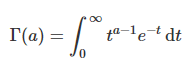 Γ(a) = ∫₀^∞ t^{a−1} e^{−t} dt